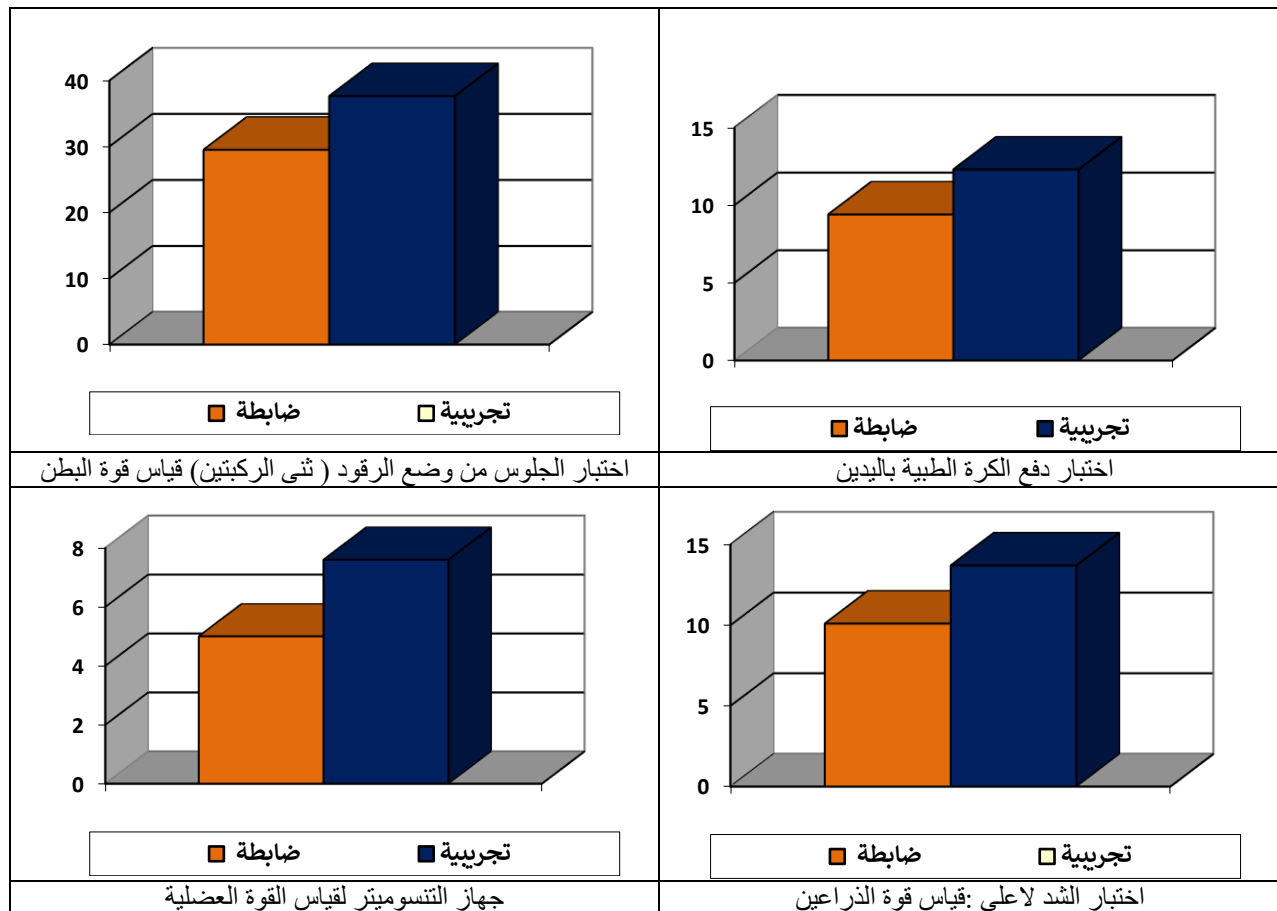 40
30
20
10
0
ضابطة تجريبية
اختبار الجلوس من وضع الرقود ( ثنى الركبتين) قياس قوة البطن
15
10
5
0
ضابطة تجريبية
اختبار دفع الكرة الطبية باليدين
8
6
4
2
0
ضابطة تجريبية
جهاز التنسوميتر لقياس القوة العضلية
15
10
5
0
ضابطة تجريبية
اختبار الشد لاعلى :قياس قوة الذراعين